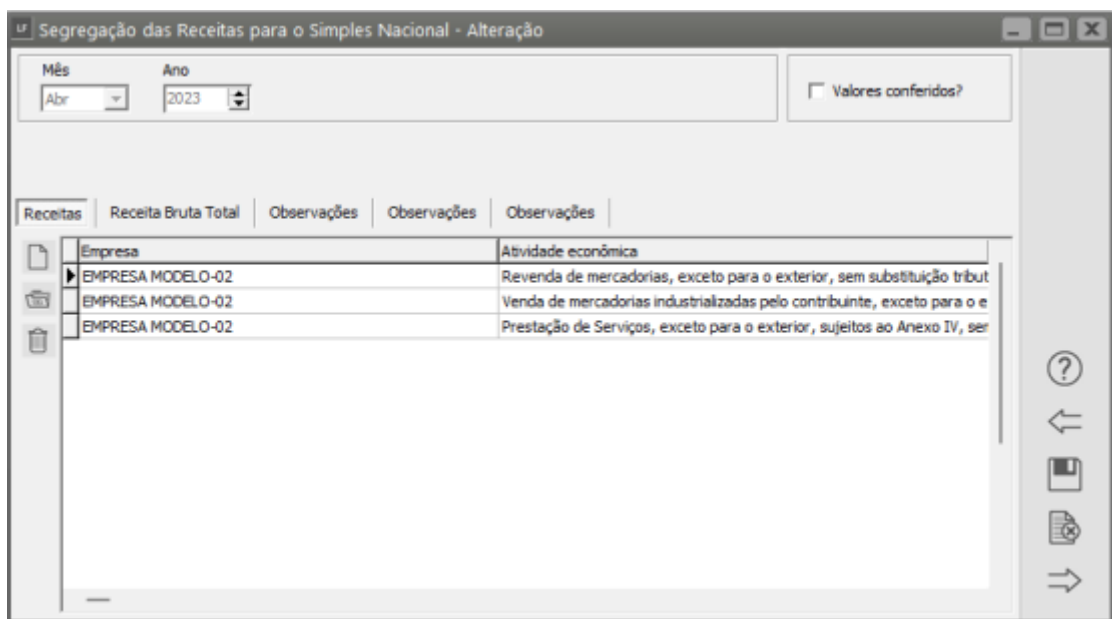 LF Segregação das Receitas para o Simples Nacional - Alteração
Mês Ano
Abr 2023 Valores conferidos?
Receitas Receita Bruta Total Observações Observações Observações
Empresa Atividade econômica
EMPRESA MODELO-02 Revenda de mercadorias, exceto para o exterior, sem substituição tribut
EMPRESA MODELO-02 Venda de mercadorias industrializadas pelo contribuinte, exceto para o e
EMPRESA MODELO-02 Prestação de Serviços, exceto para o exterior, sujeitos ao Anexo IV, ser
?